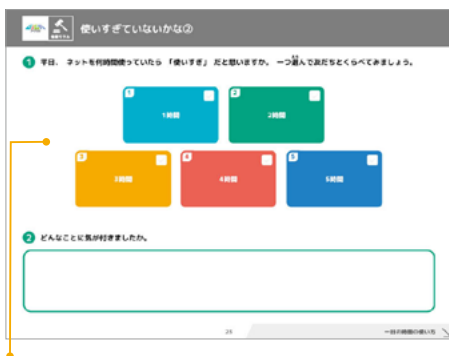 使いすぎていないかな②
1 平日、ネットを何時間使っていたら「使いすぎ」だと思いますか。一つ選んで友だちとくらべてみましょう。
1
1時間
2
2時間
3
3時間
4
4時間
5
5時間
2 どんなことに気が付きましたか。
23
一日の時間の使い方